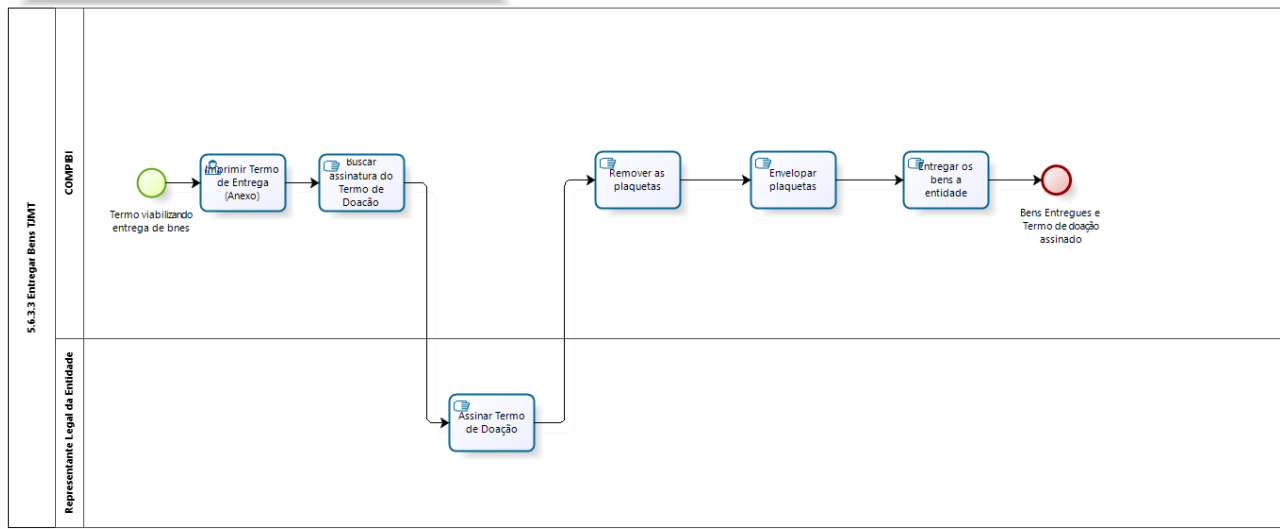 5.6.3.3 Entregar Bens TJMT
COMPIBI
Termo viabilizando
entrega de bnes
Imprimir Termo
de Entrega
(Anexo)
Buscar
assinatura do
Termo de
Doação
Remover as
plaquetas
Envelopar
plaquetas
Entregar os
bens a
entidade
Bens Entregues e
Termo de doação
assinado
Representante Legal da Entidade
Assinar Termo
de Doação